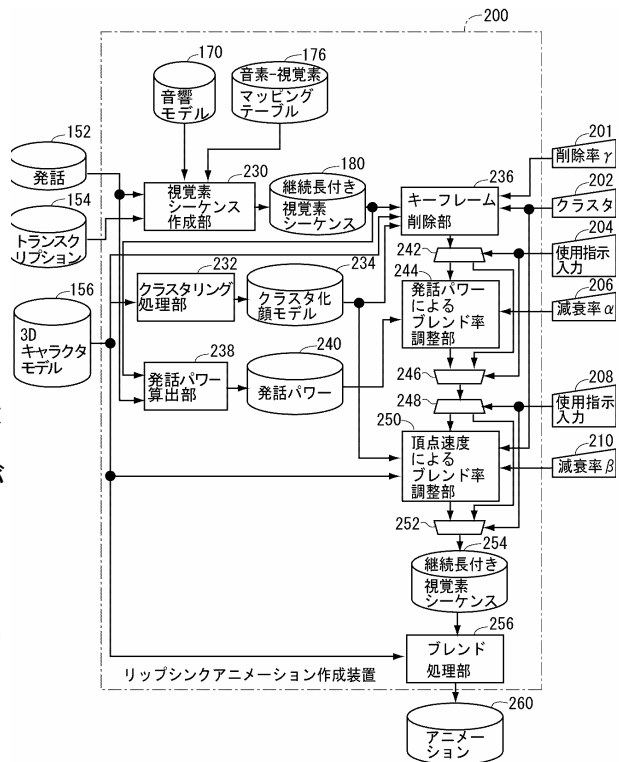 200
170
176
音響
モデル
音素-視覚素
マッピング
テーブル
152
発話
154
トランスク
リプション
156
3D
キャラクタ
モデル
230
視覚素
シーケンス
作成部
180
継続長付き
視覚素
シーケンス
236
キーフレーム
削除部
201
削除率γ
202
クラスタ
204
使用指示
入力
206
減衰率α
208
使用指示
入力
210
減衰率β
232
クラスタリング
処理部
234
クラスタ化
顔モデル
238
発話パワー
算出部
240
発話パワー
242
244
発話パワー
による
ブレンド率
調整部
246
248
250
頂点速度
による
ブレンド率
調整部
252
254
継続長付き
視覚素
シーケンス
256
ブレンド
処理部
リップシンクアニメーション作成装置
260
アニメ
ーション
が